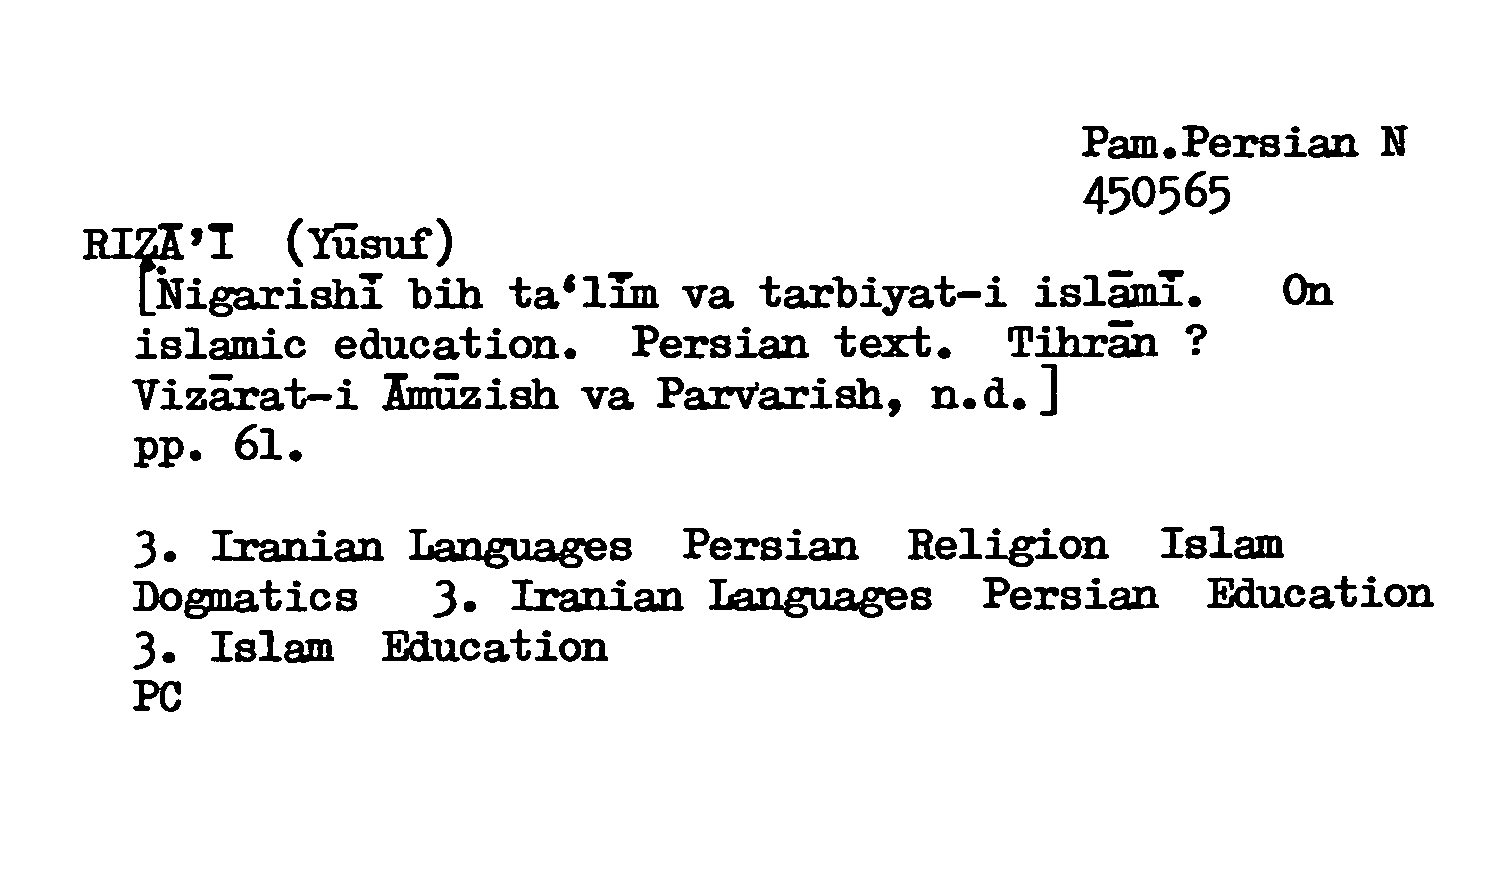 Pam.Persian N
450565
RIZĀ’Ī (Yūsuf)
[Nigarishī bih ta‘līm va tarbiyat-i islāmī. On
islamic education. Persian text. Tihrān ?
Vizārat-i Āmūzish va Parvarish, n.d.]
pp. 61.
3. Iranian Languages Persian Religion Islam
Dogmatics 3. Iranian Languages Persian Education
3. Islam Education
PC